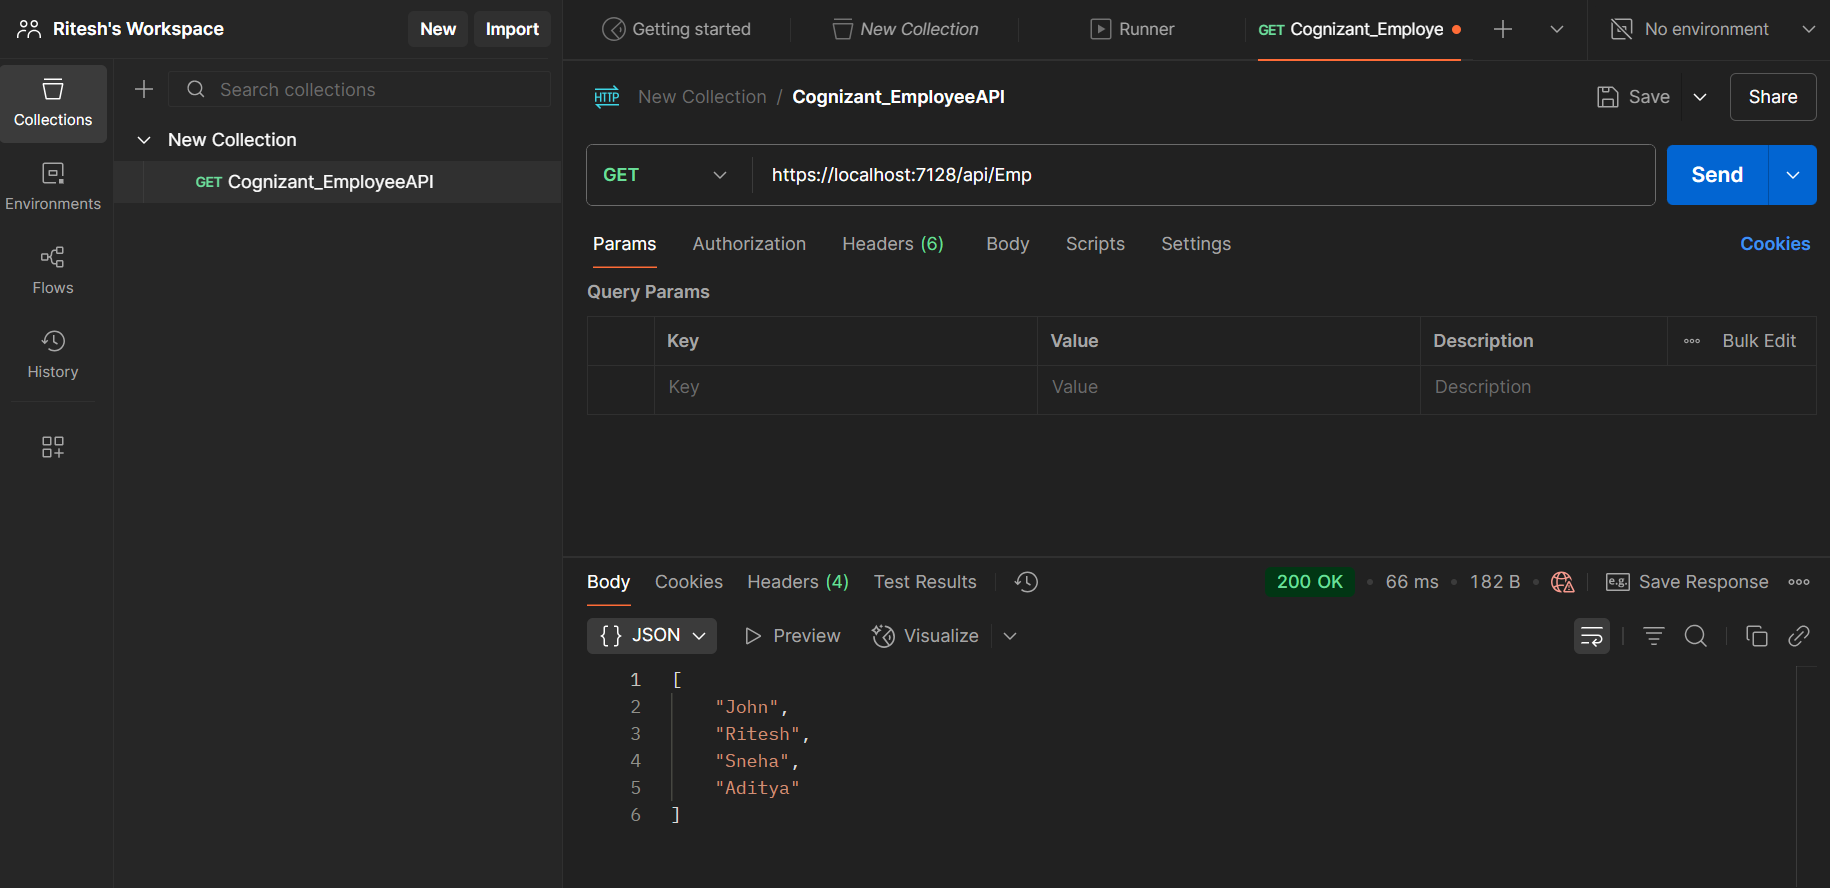 Ritesh's Workspace
New
Import
Getting started
New Collection
Runner
GET Cognizant_Employe
No environment
Collections
Environments
Flows
History
Search collections
New Collection
GET Cognizant_EmployeeAPI
HTTP New Collection / Cognizant_EmployeeAPI
Save
Share
GET
https://localhost:7128/api/Emp
Send
Params Authorization Headers (6) Body Scripts Settings
Cookies
Query Params
Key Value Description Bulk Edit
Key Value Description
Body Cookies Headers (4) Test Results
200 OK • 66 ms • 182 B •
e.g. Save Response
{} JSON Preview Visualize
1 [
2 "John",
3 "Ritesh",
4 "Sneha",
5 "Aditya"
6 ]